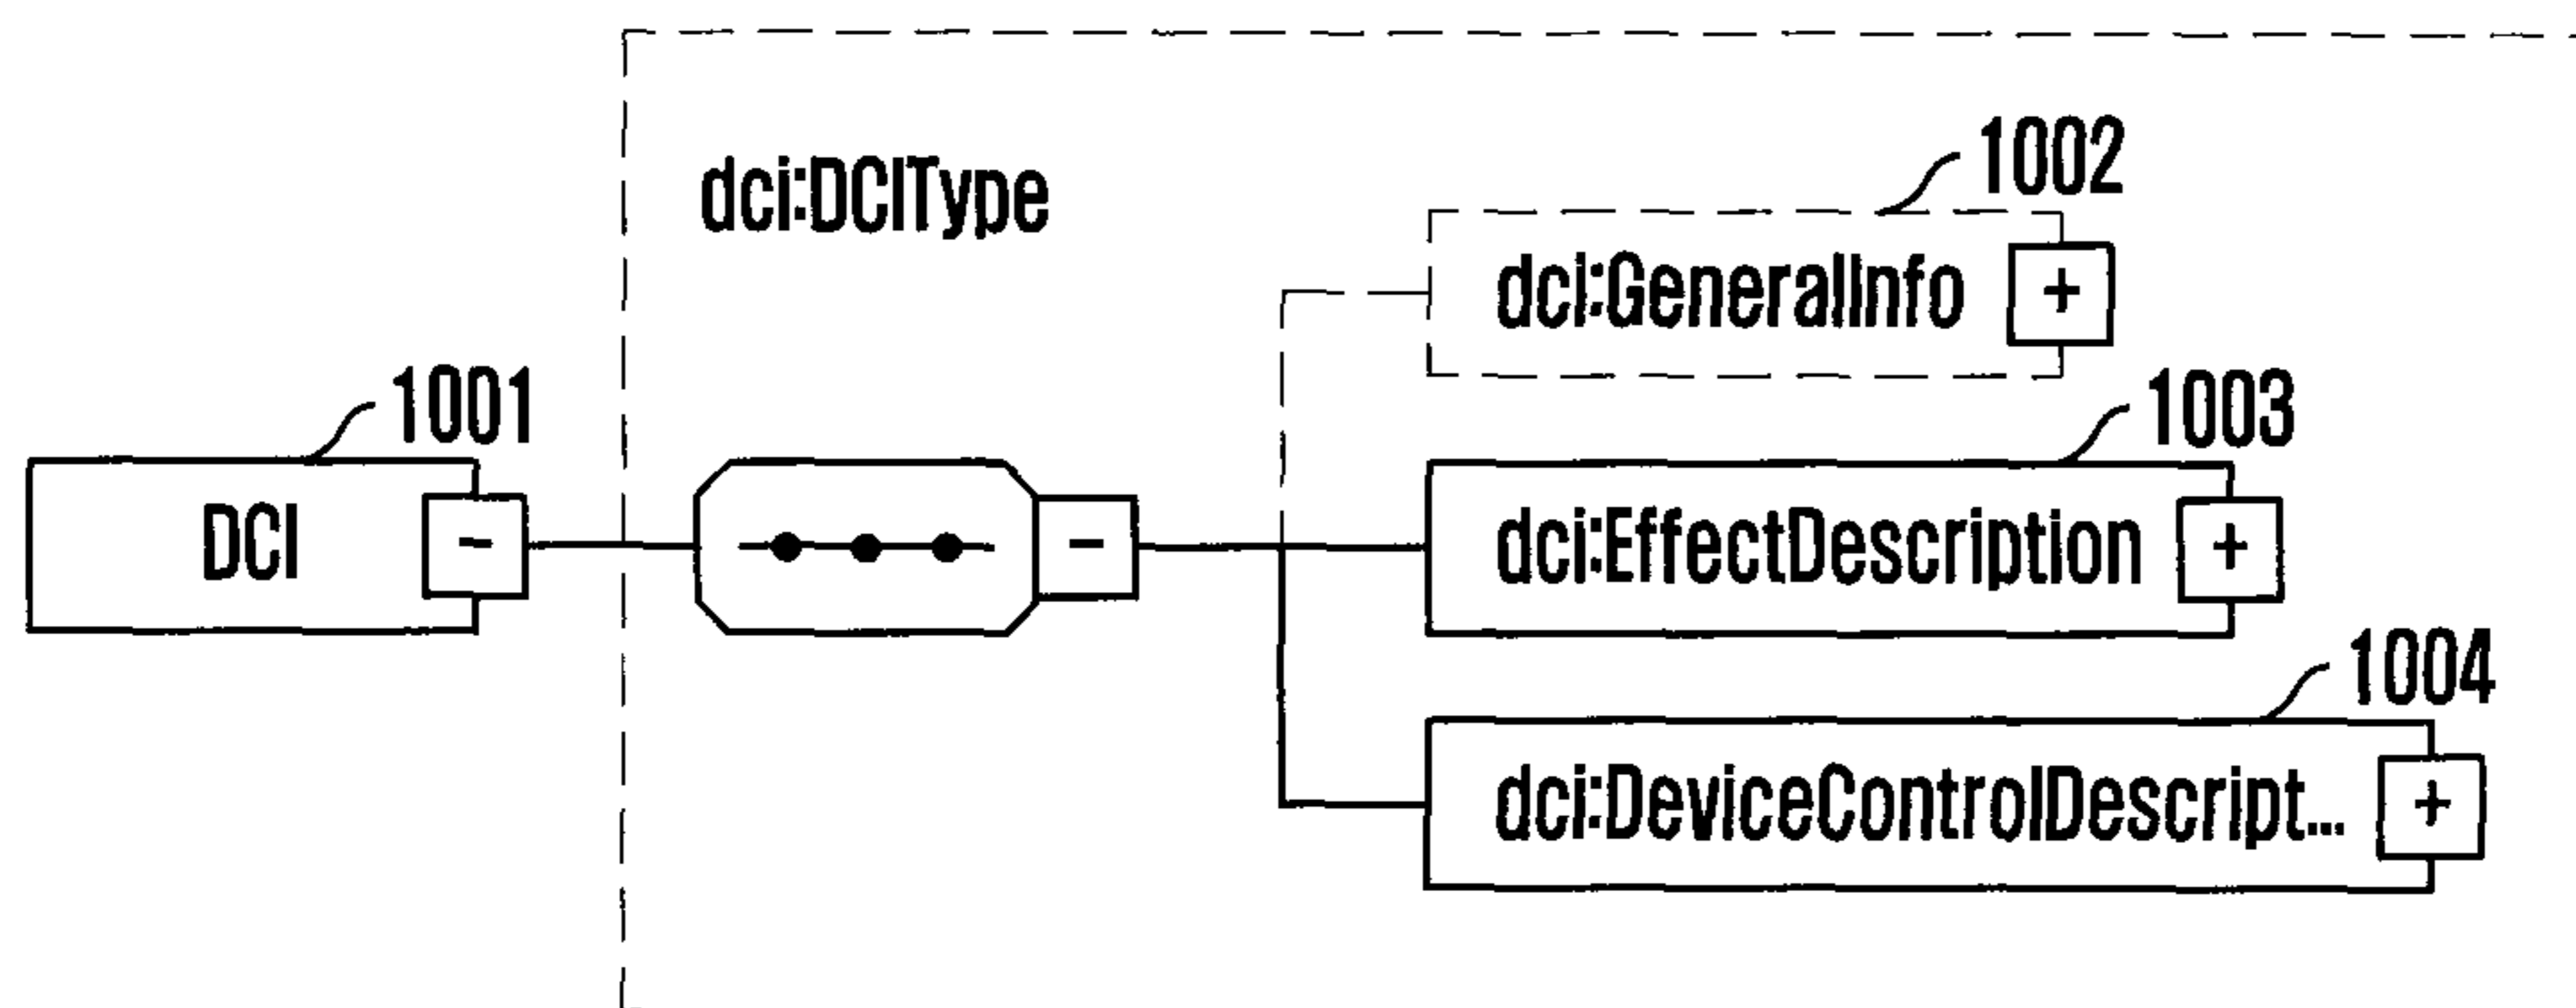 dci:DCIType
1002
dci:GeneralInfo
+
1001
1003
DCI
-
-
dci:EffectDescription
+
1004
dci:DeviceControlDescript...
+